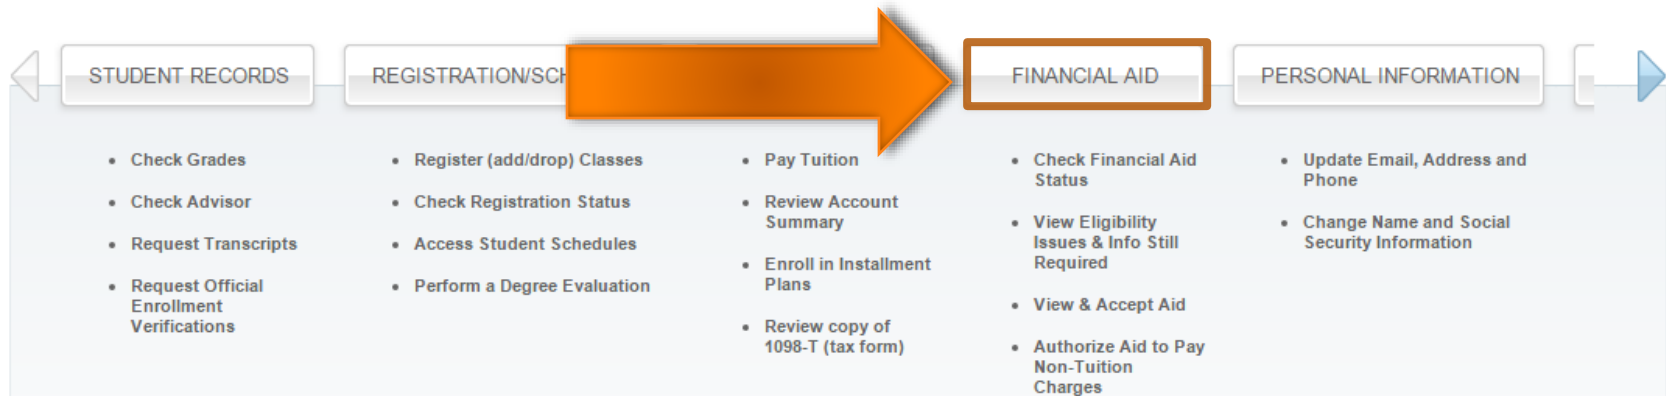 STUDENT RECORDS
REGISTRATION/SCH
FINANCIAL AID
PERSONAL INFORMATION
Check Grades
Check Advisor
Request Transcripts
Request Official
Enrollment
Verifications
Register (add/drop) Classes
Check Registration Status
Access Student Schedules
Perform a Degree Evaluation
Pay Tuition
Review Account
Summary
Enroll in Installment
Plans
Review copy of
1098-T (tax form)
Check Financial Aid
Status
View Eligibility
Issues & Info Still
Required
View & Accept Aid
Authorize Aid to Pay
Non-Tuition
Charges
Update Email, Address and
Phone
Change Name and Social
Security Information